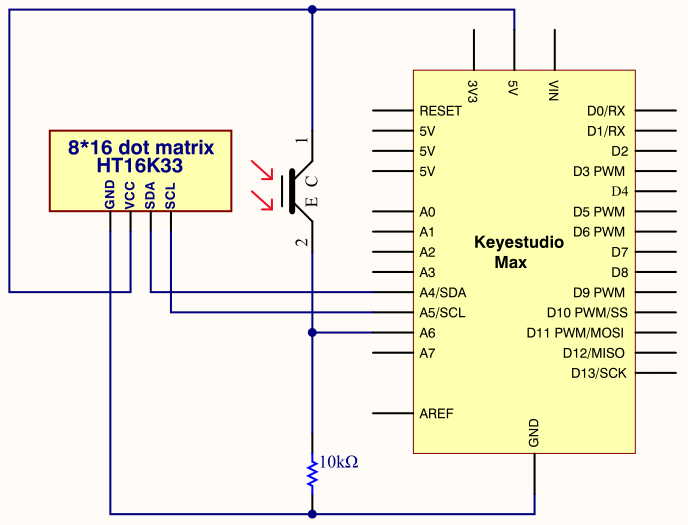 8*16 dot matrix
HT16K33
GND
VCC
SDA
SCL
1
C
E
2
10kΩ
3V3
5V
VIN
RESET
5V
5V
5V
A0
A1
A2
A3
A4/SDA
A5/SCL
A6
A7
AREF
Keyestudio
Max
D0/RX
D1/RX
D2
D3 PWM
D4
D5 PWM
D6 PWM
D7
D8
D9 PWM
D10 PWM/SS
D11 PWM/MOSI
D12/MISO
D13/SCK
GND